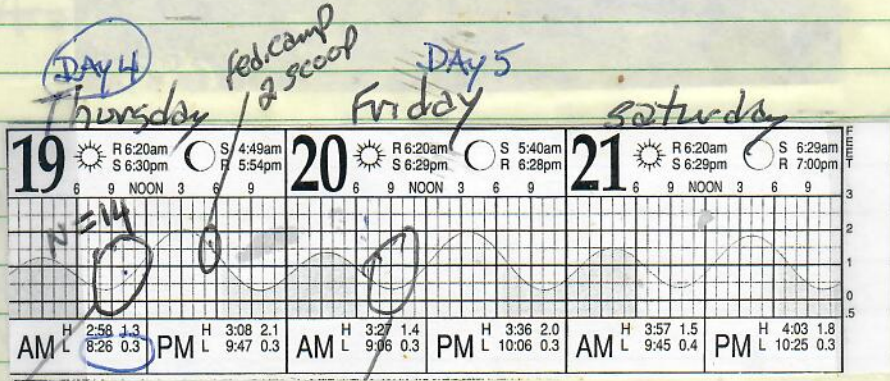 DAY 4
fed.camp
2 scoop
DAY 5
Thursday Friday Saturday
19 R 6:20am S 6:30pm S 4:49am R 5:54pm
6 9 NOON 3 6 9
20 R 6:20am S 6:29pm S 5:40am R 6:28pm
6 9 NOON 3 6 9
21 R 6:20am S 6:29pm S 6:29am R 7:00pm
6 9 NOON 3 6 9
FEET
3
2
1
0
.5
N=14
AM H 2:58 1.3 L 8:26 0.3
PM H 3:08 2.1 L 9:47 0.3
AM H 3:27 1.4 L 9:06 0.3
PM H 3:36 2.0 L 10:06 0.3
AM H 3:57 1.5 L 9:45 0.4
PM H 4:03 1.8 L 10:25 0.3